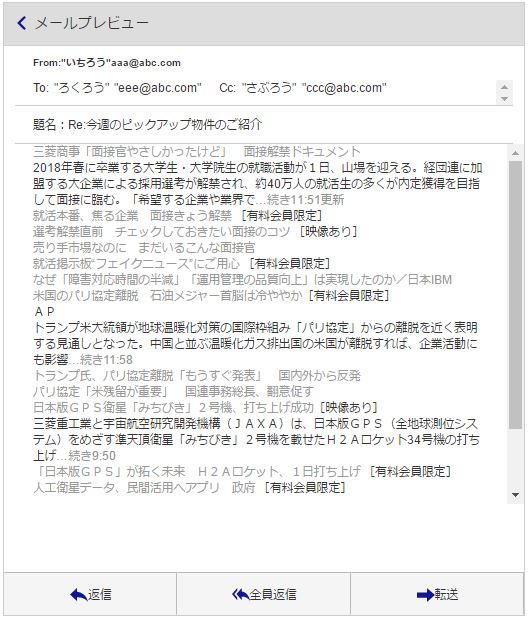 メールプレビュー
From:"いちろう"aaa@abc.com
To: "ろくろう" "eee@abc.com" Cc: "さぶろう" "ccc@abc.com"
題名：Re:今週のピックアップ物件のご紹介
三菱商事「面接官やさしかったけど」　面接解禁ドキュメント
2018年春に卒業する大学生・大学院生の就職活動が１日、山場を迎える。経団連に加
盟する大企業による採用選考が解禁され、約40万人の就活生の多くが内定獲得を目指
して面接に臨む。「希望する企業や業界で…続き11:51更新
就活本番、焦る企業　面接きょう解禁 ［有料会員限定］
選考解禁直前　チェックしておきたい面接のコツ ［映像あり］
売り手市場なのに　まだいるこんな面接官
就活掲示板“フェイクニュース”にご用心 ［有料会員限定］
なぜ「障害対応時間の半減」「運用管理の品質向上」は実現したのか／日本IBM
米国のパリ協定離脱　石油メジャー首脳は冷ややか［有料会員限定］
ＡＰ
トランプ米大統領が地球温暖化対策の国際枠組み「パリ協定」からの離脱を近く表明
する見通しとなった。中国と並ぶ温暖化ガス排出国の米国が離脱すれば、企業活動に
も影響…続き11:58
トランプ氏、パリ協定離脱「もうすぐ発表」　国内外から反発
パリ協定「米残留が重要」　国連事務総長、翻意促す
日本版ＧＰＳ衛星「みちびき」２号機、打ち上げ成功［映像あり］
三菱重工業と宇宙航空研究開発機構（ＪＡＸＡ）は、日本版ＧＰＳ（全地球測位シス
テム）をめざす準天頂衛星「みちびき」２号機を載せたＨ２Ａロケット34号機の打ち
上げ…続き9:50
「日本版ＧＰＳ」が拓く未来　Ｈ２Ａロケット、１日打ち上げ ［有料会員限定］
人工衛星データ、民間活用へアプリ　政府 ［有料会員限定］
返信　全員返信　転送